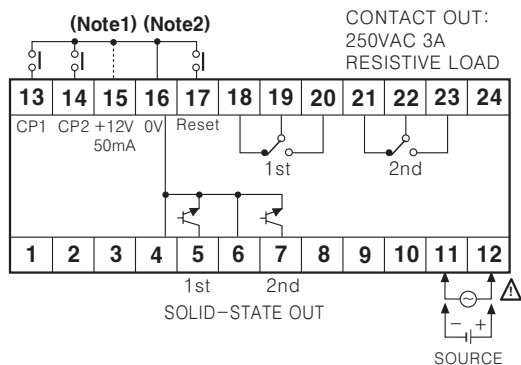 (Note1) (Note2)
CONTACT OUT:
250VAC 3A
RESISTIVE LOAD
13 14 15 16 17 18 19 20 21 22 23 24
CP1 CP2 +12V 0V Reset
50mA
1st 2nd
1 2 3 4 5 6 7 8 9 10 11 12
1st 2nd
SOLID-STATE OUT
− +
SOURCE